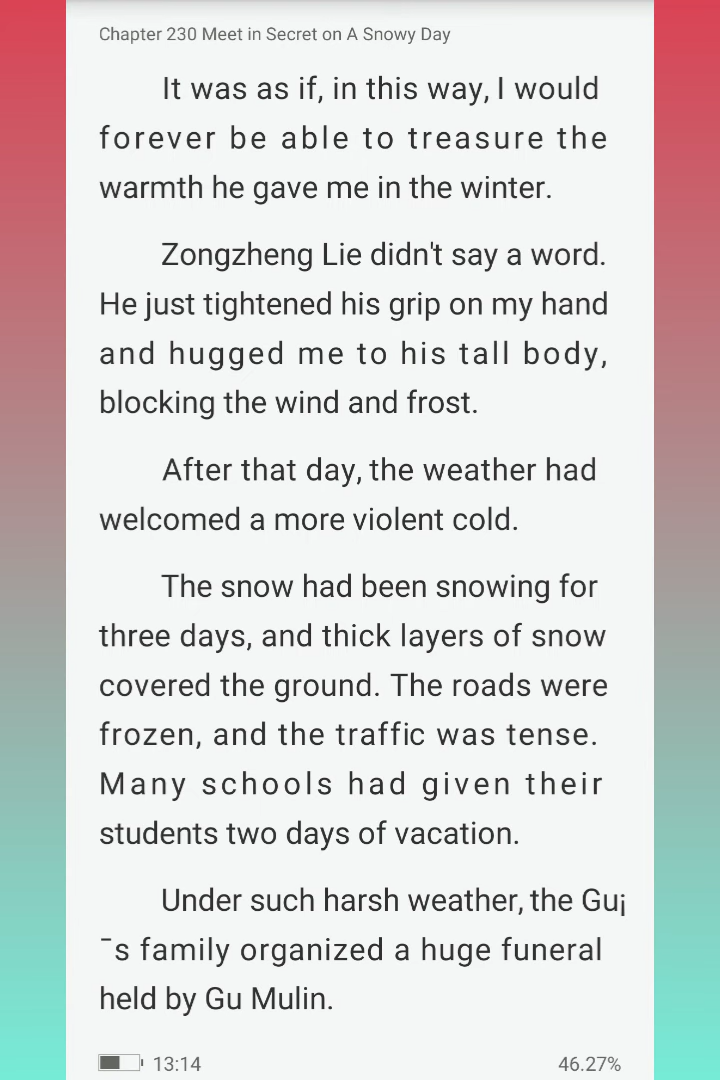 Chapter 230 Meet in Secret on A Snowy Day
It was as if, in this way, I would
forever be able to treasure the
warmth he gave me in the winter.
Zongzheng Lie didn't say a word.
He just tightened his grip on my hand
and hugged me to his tall body,
blocking the wind and frost.
After that day, the weather had
welcomed a more violent cold.
The snow had been snowing for
three days, and thick layers of snow
covered the ground. The roads were
frozen, and the traffic was tense.
Many schools had given their
students two days of vacation.
Under such harsh weather, the Gu¡
¯s family organized a huge funeral
held by Gu Mulin.
13:14 46.27%